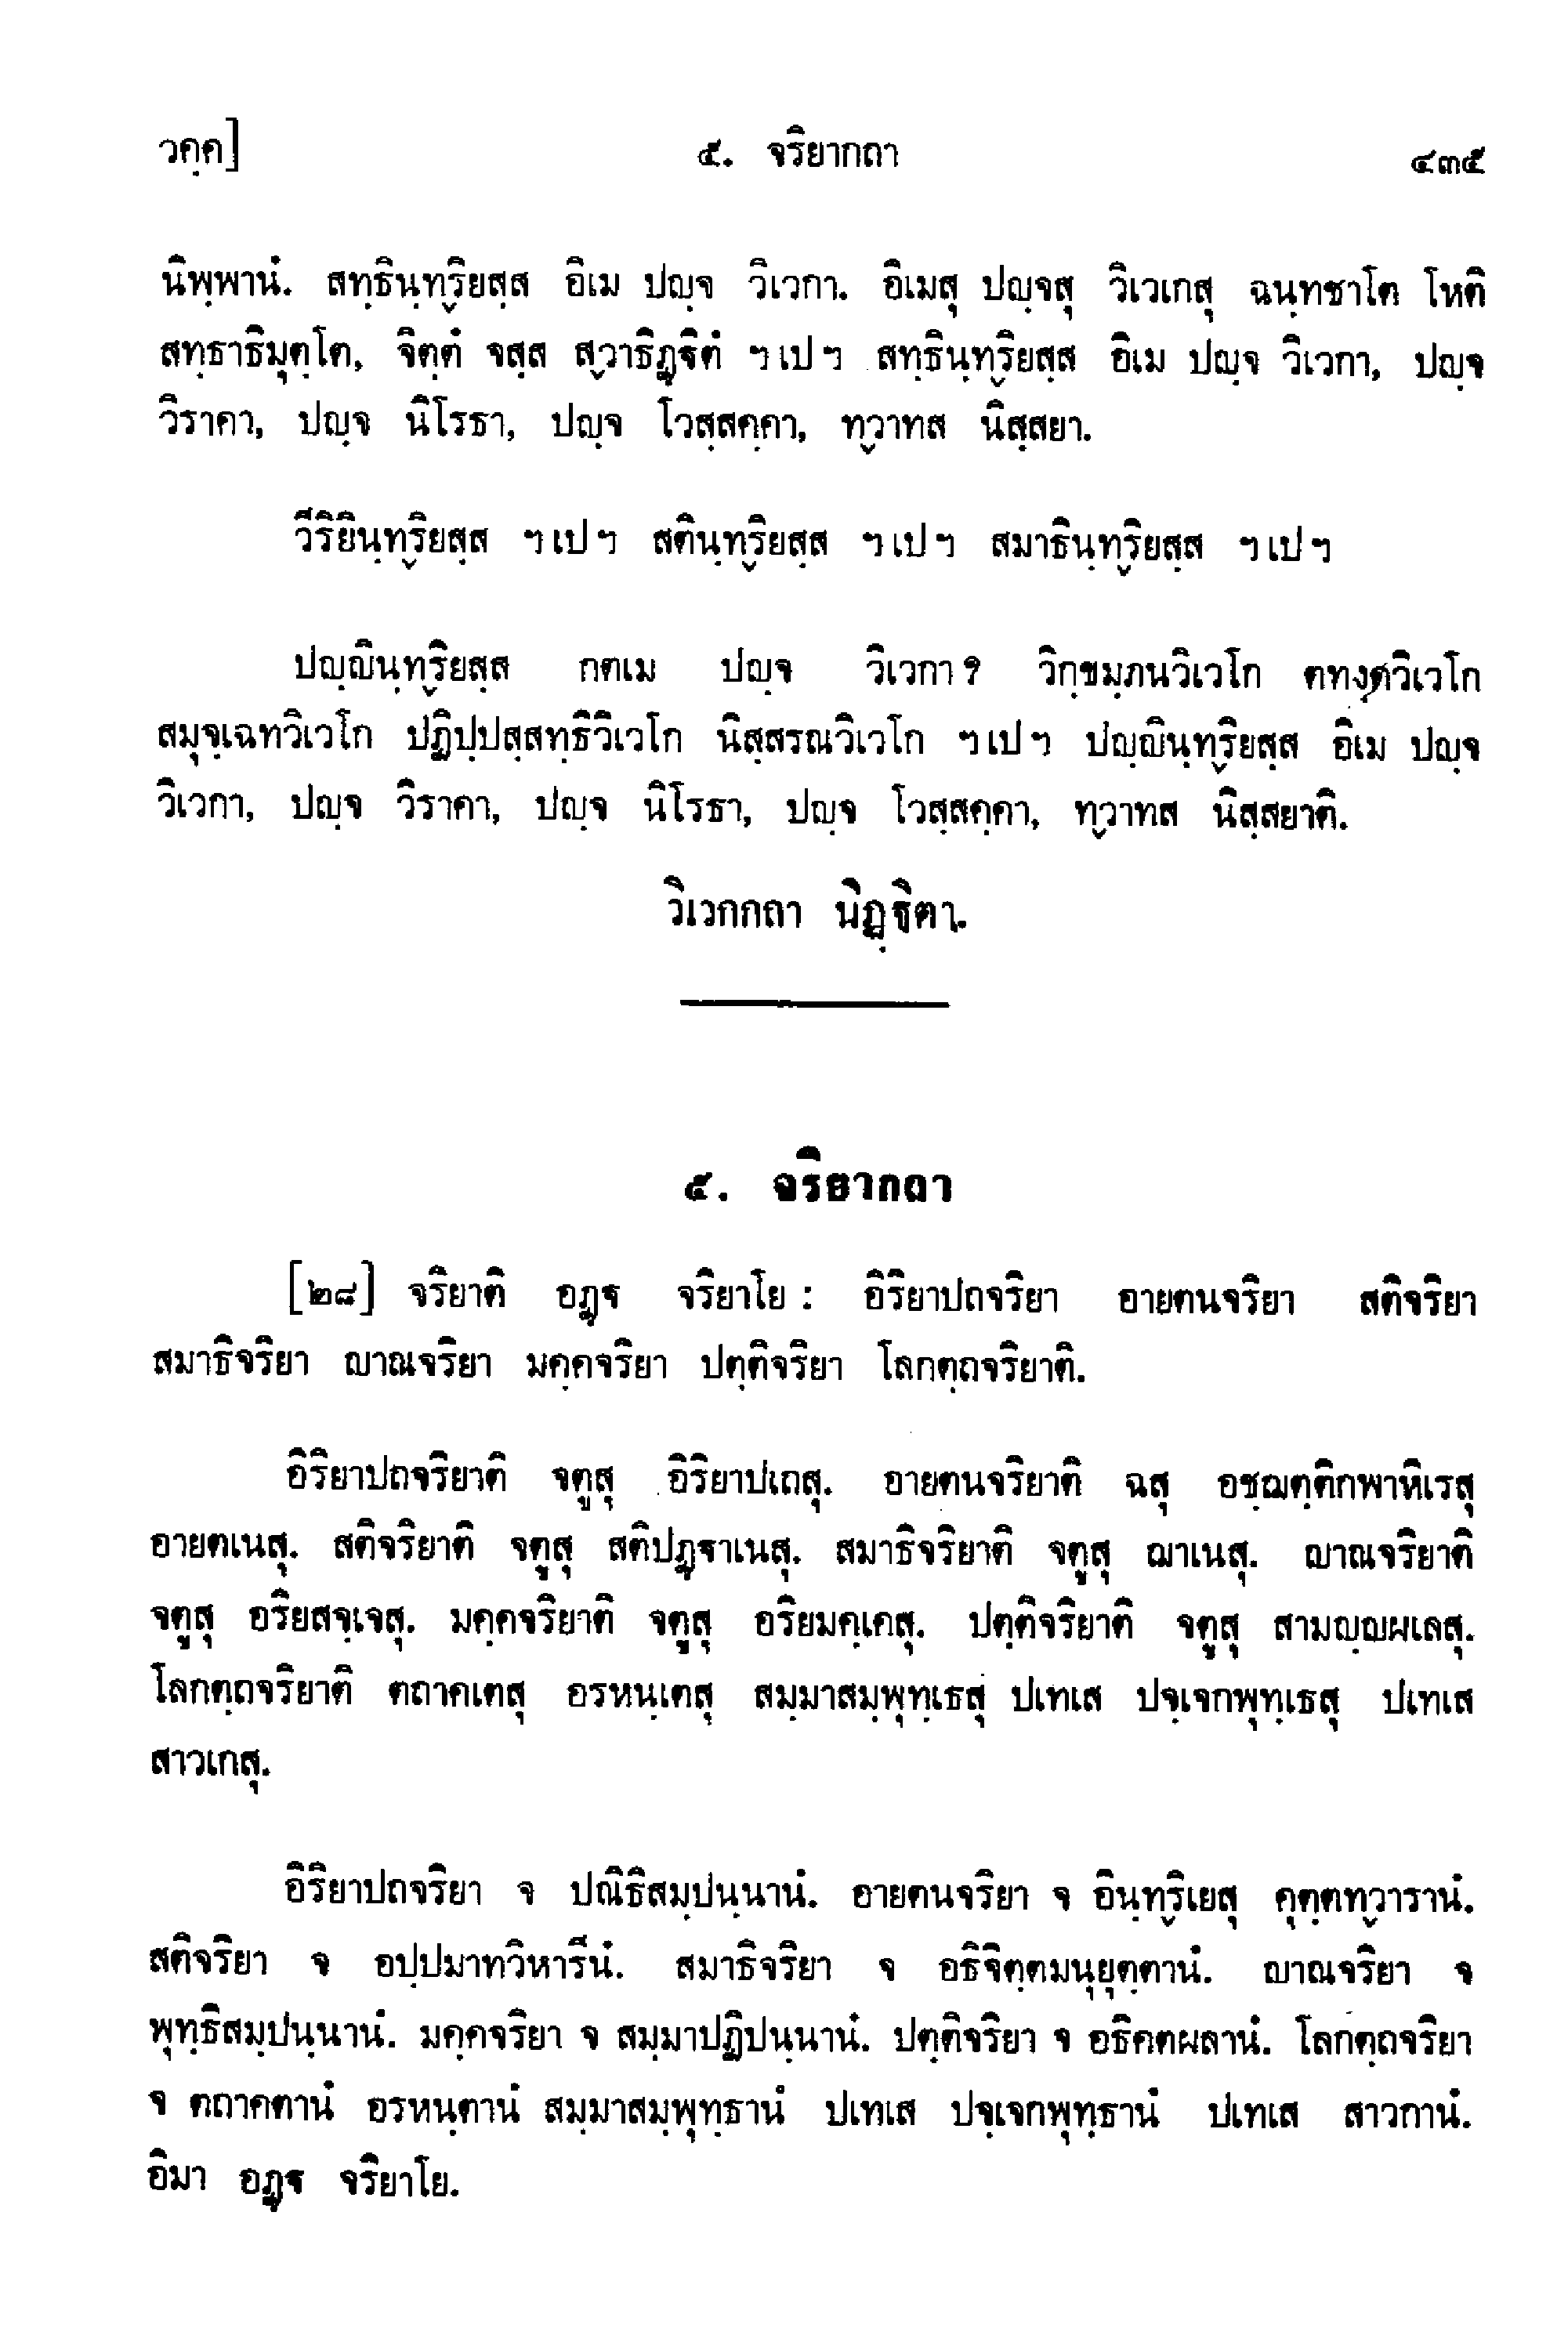 วคฺค]
๕. จริยากถา
๔๓๕
นิพฺพานํ. สทฺธินฺทฺริยสฺส อิเม ปญฺจ วิเวกา. อิเมสุ ปญฺจสุ วิเวเกสุ ฉนฺทชาโต โหติ
สทฺธาธิมุตฺโต, จิตฺตํ จสฺส สฺวาธิฏฺฐิตํ ฯ เป ฯ สทฺธินฺทฺริยสฺส อิเม ปญฺจ วิเวกา, ปญฺจ
วิราคา, ปญฺจ นิโรธา, ปญฺจ โวสฺสคฺคา, ทฺวาทส นิสฺสยา.
วีริยินฺทฺริยสฺส ฯ เป ฯ สตินฺทฺริยสฺส ฯ เป ฯ สมาธินฺทฺริยสฺส ฯ เป ฯ
ปญฺญินฺทฺริยสฺส กตเม ปญฺจ วิเวกา ? วิกฺขมฺภนวิเวโก ตทงฺควิเวโก
สมุจฺเฉทวิเวโก ปฏิปฺปสฺสทฺธิวิเวโก นิสฺสรณวิเวโก ฯ เป ฯ ปญฺญินฺทฺริยสฺส อิเม ปญฺจ
วิเวกา, ปญฺจ วิราคา, ปญฺจ นิโรธา, ปญฺจ โวสฺสคฺคา, ทฺวาทส นิสฺสยาติ.
วิเวกกถา นิฏฺฐิตา.
๕. จริยากถา
[๒๘] จริยาติ อฏฺฐ จริยาโย : อิริยาปถจริยา อายตนจริยา สติจริยา
สมาธิจริยา ญาณจริยา มคฺคจริยา ปตฺติจริยา โลกตฺถจริยาติ.
อิริยาปถจริยาติ จตูสุ อิริยาปเถสุ. อายตนจริยาติ ฉสุ อชฺฌตฺติกพาหิเรสุ
อายตเนสุ. สติจริยาติ จตูสุ สติปฏฺฐาเนสุ. สมาธิจริยาติ จตูสุ ฌาเนสุ. ญาณจริยาติ
จตูสุ อริยสจฺเจสุ. มคฺคจริยาติ จตูสุ อริยมคฺเคสุ. ปตฺติจริยาติ จตูสุ สามญฺญผเลสุ.
โลกตฺถจริยาติ ตถาคเตสุ อรหนฺเตสุ สมฺมาสมฺพุทฺเธสุ ปเทเส ปจฺเจกพุทฺเธสุ ปเทเส
สาวเกสุ.
อิริยาปถจริยา จ ปณิธิสมฺปนฺนานํ. อายตนจริยา จ อินฺทฺริเยสุ คุตฺตทฺวารานํ.
สติจริยา จ อปฺปมาทวิหารีนํ. สมาธิจริยา จ อธิจิตฺตมนุยุตฺตานํ. ญาณจริยา จ
พุทฺธิสมฺปนฺนานํ. มคฺคจริยา จ สมฺมาปฏิปนฺนานํ. ปตฺติจริยา จ อธิคตผลานํ. โลกตฺถจริยา
จ ตถาคตานํ อรหนฺตานํ สมฺมาสมฺพุทฺธานํ ปเทเส ปจฺเจกพุทฺธานํ ปเทเส สาวกานํ.
อิมา อฏฺฐ จริยาโย.